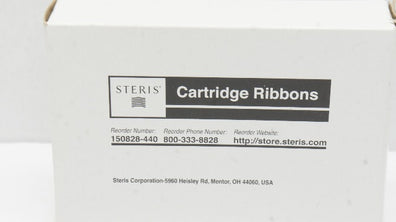 STERIS® Cartridge Ribbons
Reorder Number: Reorder Phone Number: Reorder Website:
150828-440 800-333-8828 http://store.steris.com
Steris Corporation-5960 Heisley Rd, Mentor, OH 44060, USA